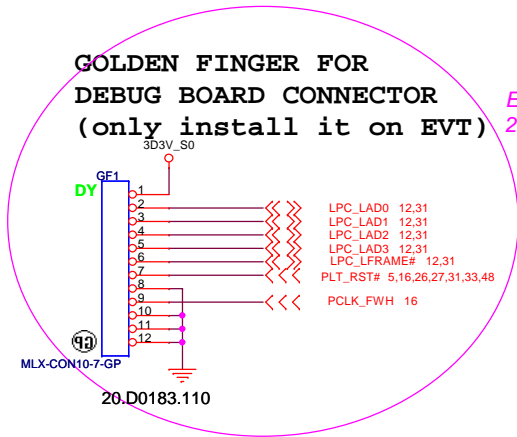 GOLDEN FINGER FOR
DEBUG BOARD CONNECTOR
(only install it on EVT)
E
2
3D3V_S0
GF1
DY
1
2
LPC_LAD0 12,31
3
LPC_LAD1 12,31
4
LPC_LAD2 12,31
5
LPC_LAD3 12,31
6
LPC_LFRAME# 12,31
7
PLT_RST# 5,16,26,27,31,33,48
8
9
PCLK_FWH 16
10
11
12
GP
MLX-CON10-7-GP
20.D0183.110